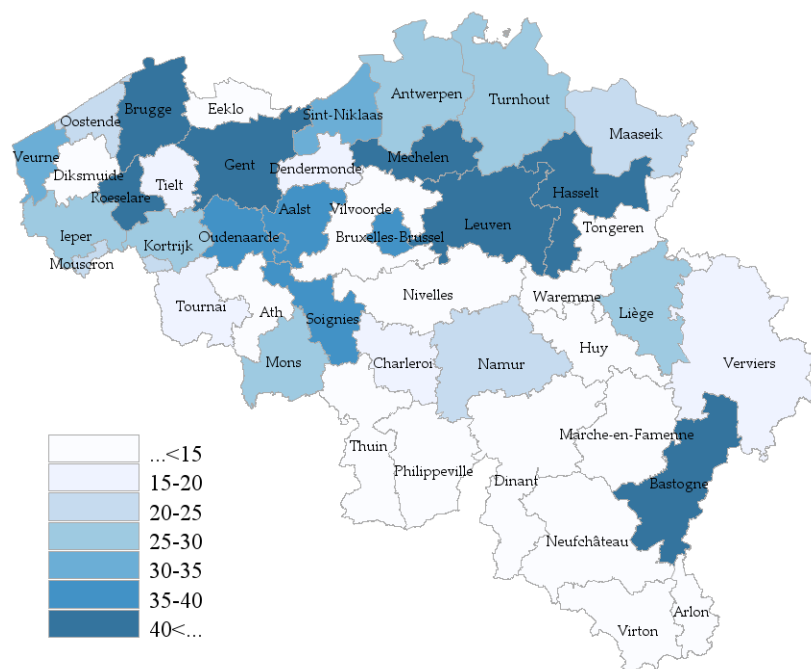 Antwerpen
Turnhout
Brugge
Eeklo
Sint-Niklaas
Oostende
Maaseik
Veurne
Diksmuide
Tielt
Gent
Dendermonde
Mechelen
Roeselare
Hasselt
Aalst
Vilvoorde
Leuven
Ieper
Kortrijk
Oudenaarde
Bruxelles-Brussel
Tongeren
Mouscron
Tournai
Ath
Soignies
Nivelles
Waremme
Liège
Mons
Charleroi
Namur
Huy
Verviers
Thuin
Philippeville
Dinant
Marche-en-Famenne
Bastogne
Neufchâteau
Virton
Arlon
...<15
15-20
20-25
25-30
30-35
35-40
40<...